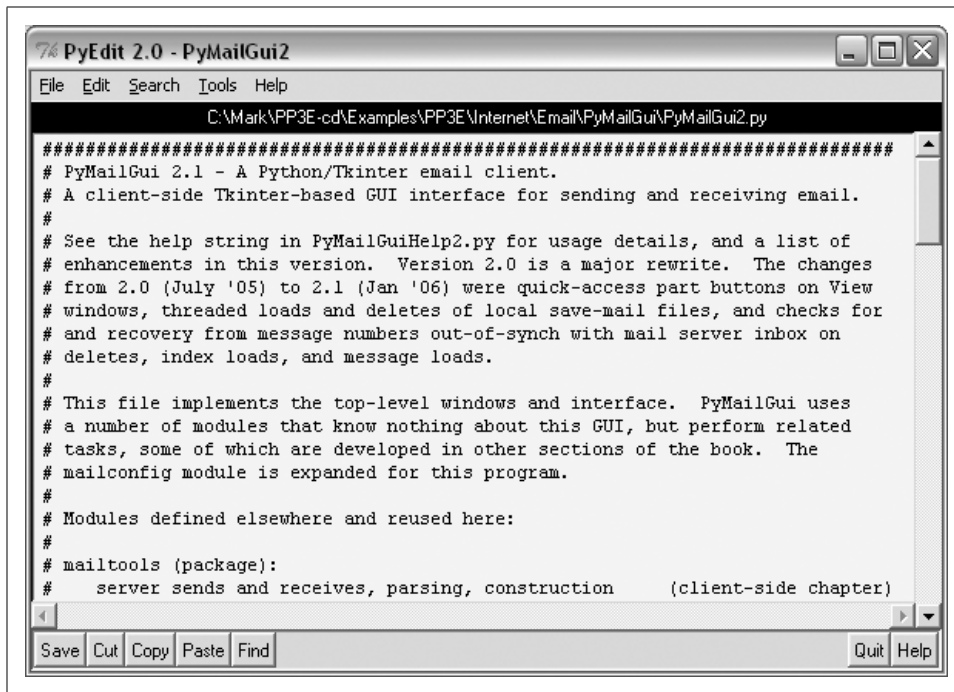 PyEdit 2.0 - PyMailGui2
File Edit Search Tools Help
C:\Mark\PP3E-cd\Examples\PP3E\Internet\Email\PyMailGui\PyMailGui2.py
################################################################################
# PyMailGui 2.1 - A Python/Tkinter email client.
# A client-side Tkinter-based GUI interface for sending and receiving email.
#
# See the help string in PyMailGuiHelp2.py for usage details, and a list of
# enhancements in this version.  Version 2.0 is a major rewrite.  The changes
# from 2.0 (July '05) to 2.1 (Jan '06) were quick-access part buttons on View
# windows, threaded loads and deletes of local save-mail files, and checks for
# and recovery from message numbers out-of-synch with mail server inbox on
# deletes, index loads, and message loads.
#
# This file implements the top-level windows and interface.  PyMailGui uses
# a number of modules that know nothing about this GUI, but perform related
# tasks, some of which are developed in other sections of the book.  The
# mailconfig module is expanded for this program.
#
# Modules defined elsewhere and reused here:
#
# mailtools (package):
#    server sends and receives, parsing, construction     (client-side chapter)
Save Cut Copy Paste Find Quit Help